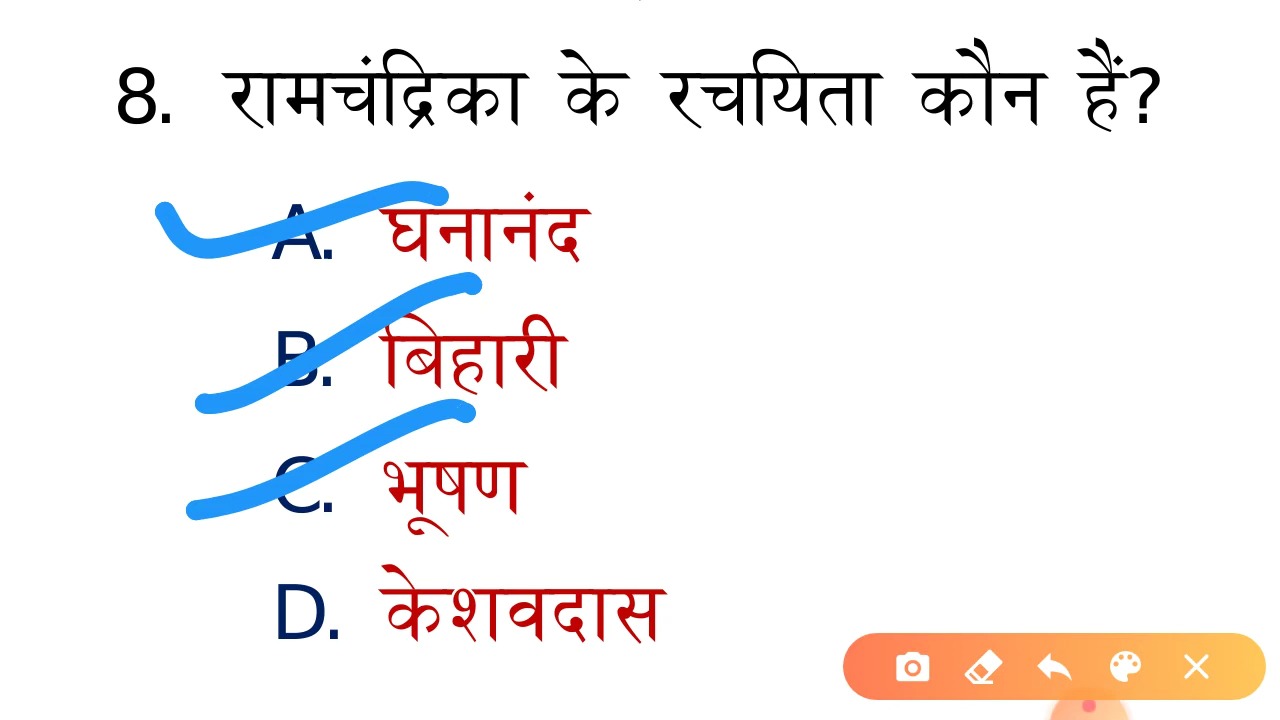 8. रामचंद्रिका के रचयिता कौन हैं?
A. घनानंद
B. बिहारी
C. भूषण
D. केशवदास